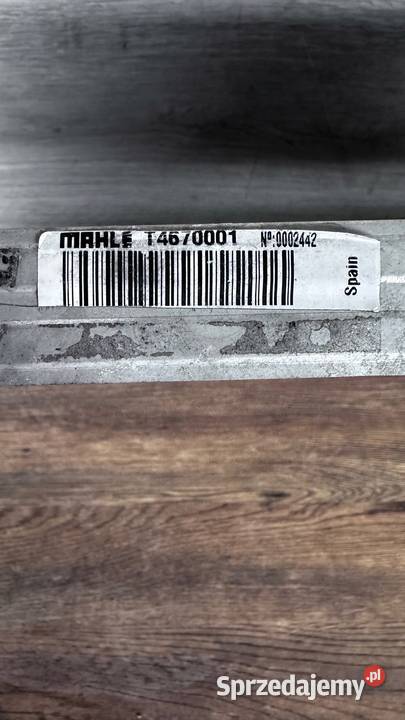 MAHLE T4670001 Nº:0002442
Spain
Sprzedajemy.pl